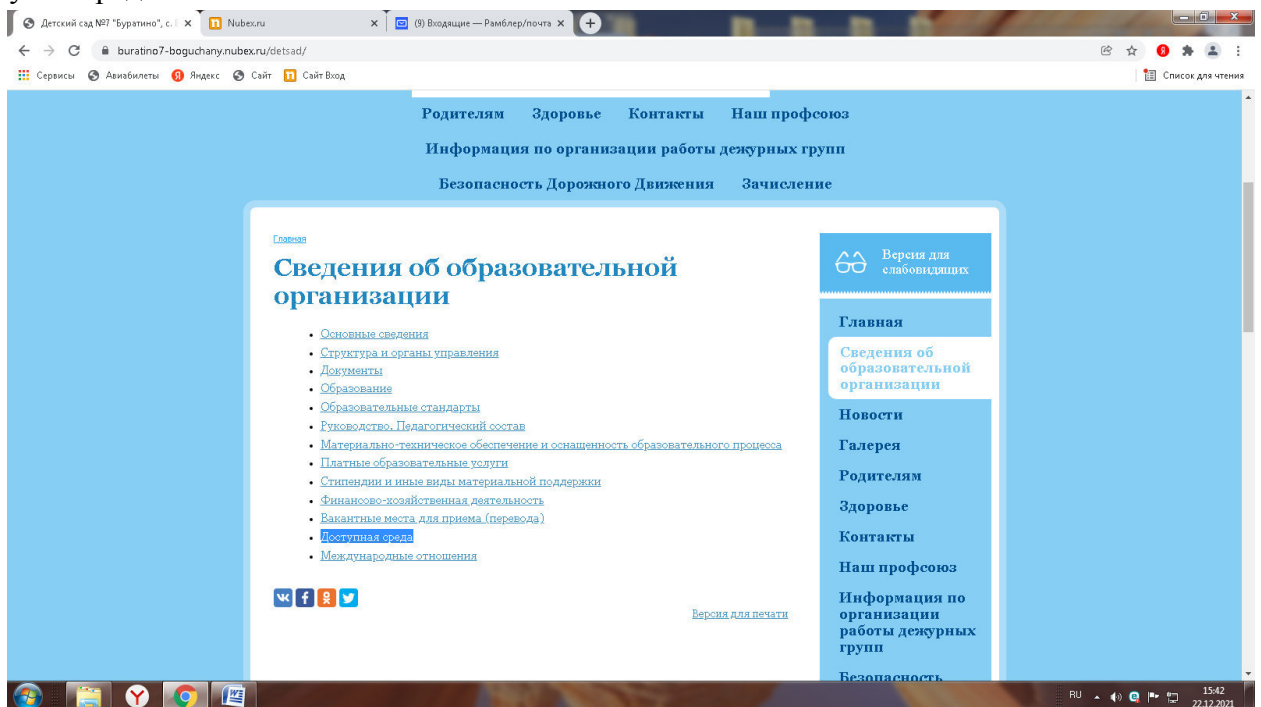 Детский сад №7 "Буратино", с. Б
Nubex.ru
(9) Входящие — Рамблер/почта
buratino7-boguchany.nubex.ru/detsad/
Сервисы Авиабилеты Яндекс Сайт Сайт Вход Список для чтения
Родителям Здоровье Контакты Наш профсоюз
Информация по организации работы дежурных групп
Безопасность Дорожного Движения Зачисление
Главная
Сведения об образовательной
организации
Основные сведения
Структура и органы управления
Документы
Образование
Образовательные стандарты
Руководство. Педагогический состав
Материально-техническое обеспечение и оснащенность образовательного процесса
Платные образовательные услуги
Стипендии и иные виды материальной поддержки
Финансово-хозяйственная деятельность
Вакантные места для приема (перевода)
Доступная среда
Международные отношения
Версия для печати
Версия для
слабовидящих
Главная
Сведения об
образовательной
организации
Новости
Галерея
Родителям
Здоровье
Контакты
Наш профсоюз
Информация по
организации
работы дежурных
групп
Безопасность
RU
15:42
22.12.2021